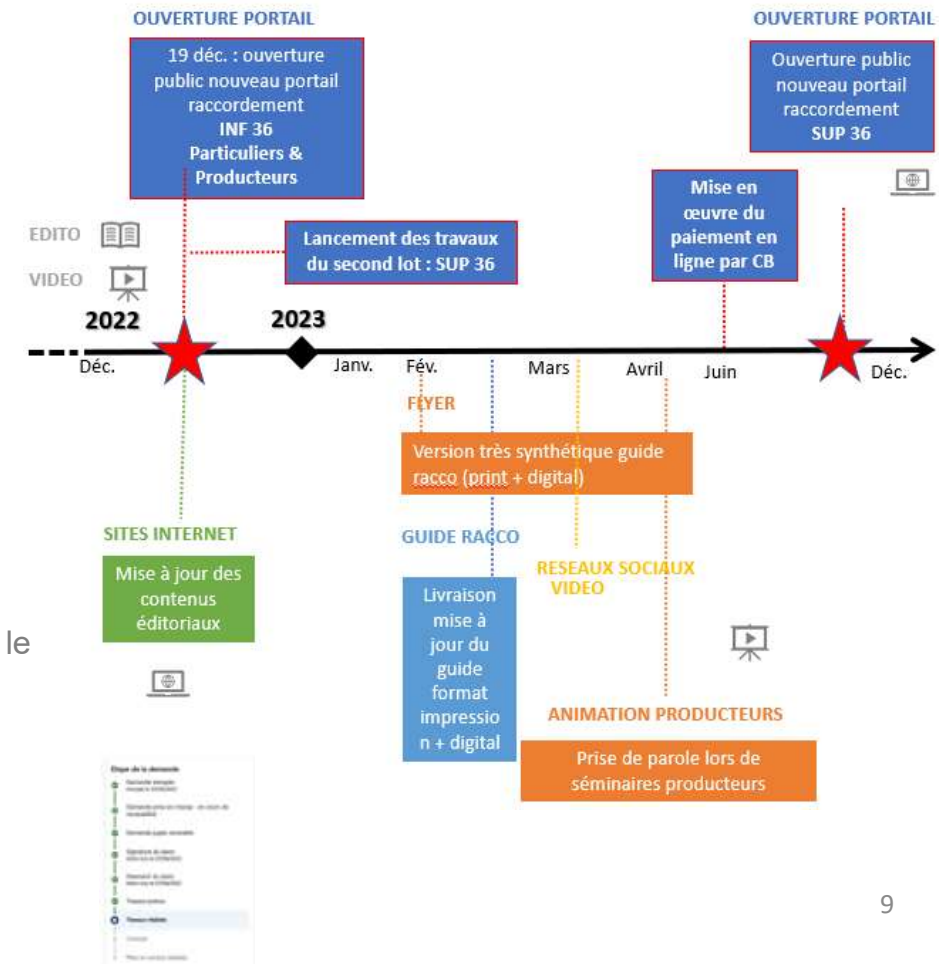 OUVERTURE PORTAIL
19 déc. : ouverture
public nouveau portail
raccordement
INF 36
Particuliers &
Producteurs
OUVERTURE PORTAIL
Ouverture public
nouveau portail
raccordement
SUP 36
Mise en
œuvre du
paiement en
ligne par CB
EDITO
VIDEO
Lancement des travaux
du second lot : SUP 36
2022
2023
Déc.
Janv.
Fév.
Mars
Avril
Juin
Déc.
FLYER
Version très synthétique guide
racco (print + digital)
SITES INTERNET
Mise à jour des
contenus
éditoriaux
GUIDE RACCO
Livraison
mise à
jour du
guide
format
impressio
n + digital
RESEAUX SOCIAUX
VIDEO
le
ANIMATION PRODUCTEURS
Prise de parole lors de
séminaires producteurs
Etape de la demande
9